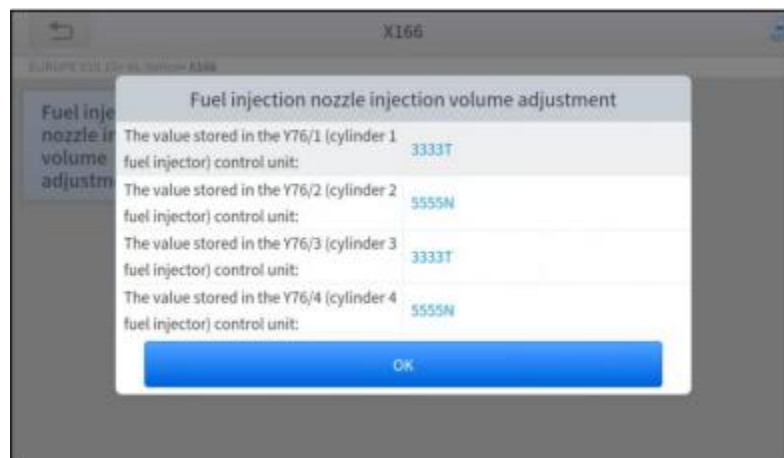 X166
Fuel inje
nozzle in
volume
adjustm
Fuel injection nozzle injection volume adjustment
The value stored in the Y76/1 (cylinder 1
fuel injector) control unit:
3333T
The value stored in the Y76/2 (cylinder 2
fuel injector) control unit:
5555N
The value stored in the Y76/3 (cylinder 3
fuel injector) control unit:
3333T
The value stored in the Y76/4 (cylinder 4
fuel injector) control unit:
5555N
OK